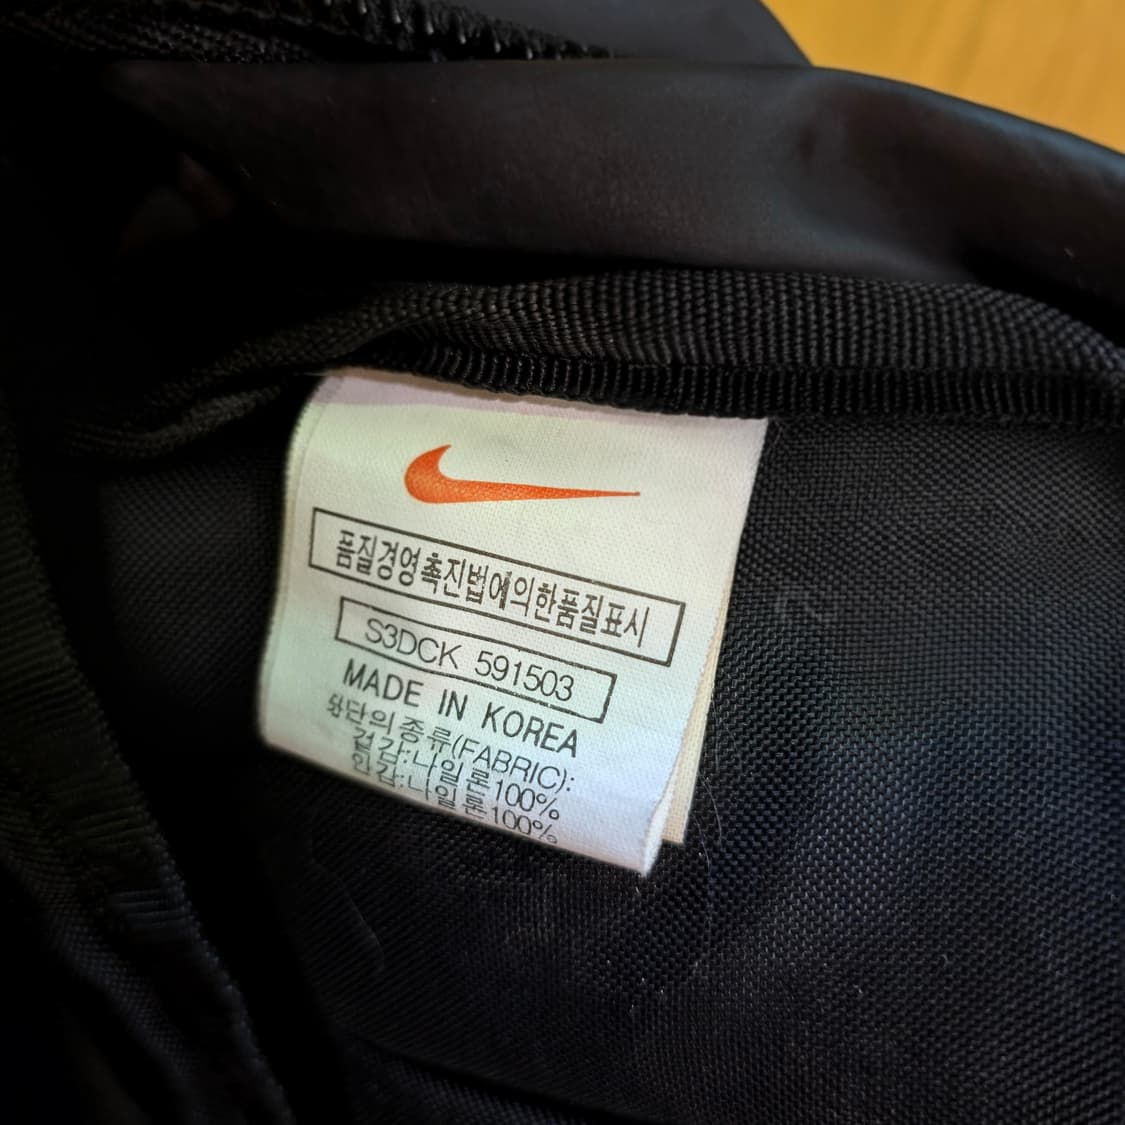 품질경영촉진법에의한품질표시
S3DCK 591503
MADE IN KOREA
원단의 종류(FABRIC):
겉감:나일론100%
안감:나일론100%